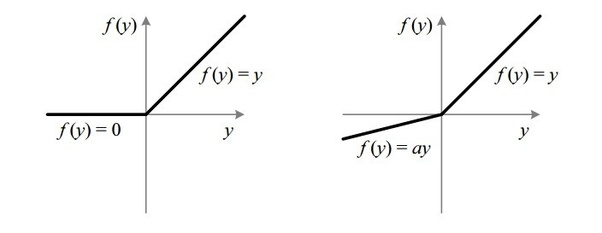 f(y)
f(y) = y
f(y) = 0
y
f(y)
f(y) = y
f(y) = ay
y